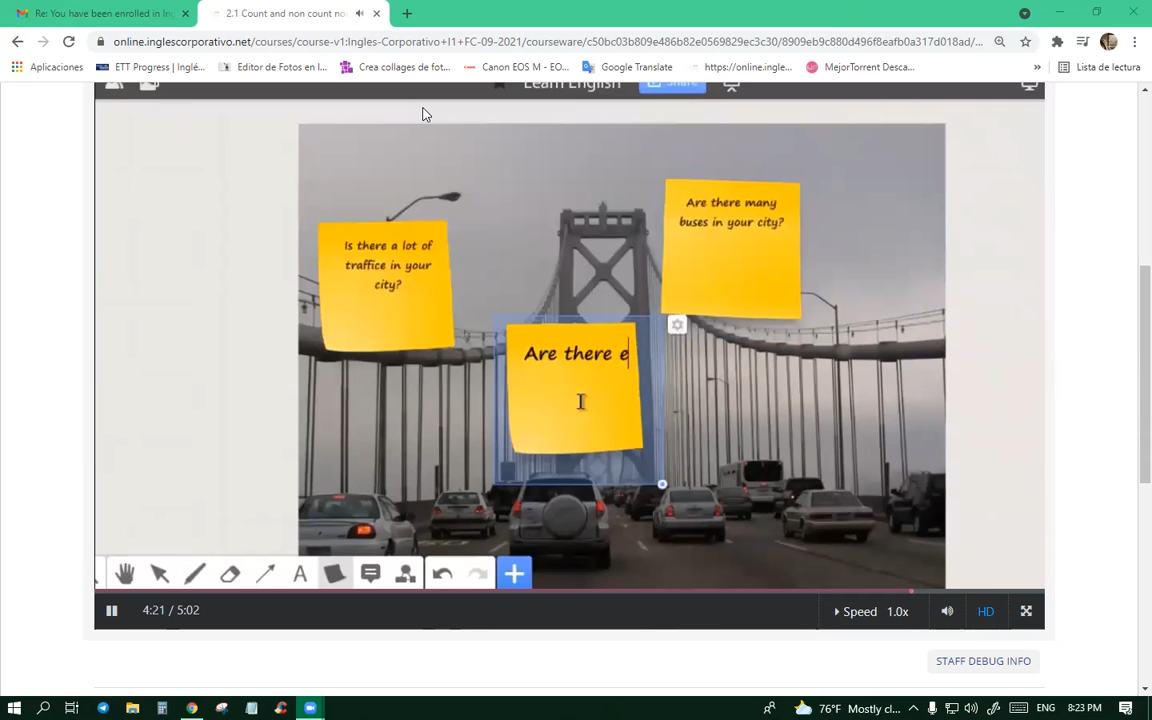 Re: You have been enrolled in Ing
2.1 Count and non count no
online.inglescorporativo.net/courses/course-v1:Ingles-Corporativo+I1+FC-09-2021/courseware/c50bc03b809e486b82e0569829ec3c30/8909eb9c880d496f8eafb0a317d018ad/...
Aplicaciones
ETT Progress | Inglé...
Editor de Fotos en l...
Crea collages de fot...
Canon EOS M - EO...
Google Translate
https://online.ingle...
MejorTorrent Desca...
»
Lista de lectura
Learn English
Share
Are there many
buses in your city?
Is there a lot of
traffice in your
city?
Are there e
4:21 / 5:02
Speed 1.0x
HD
STAFF DEBUG INFO
76°F Mostly cl...
ENG
8:23 PM